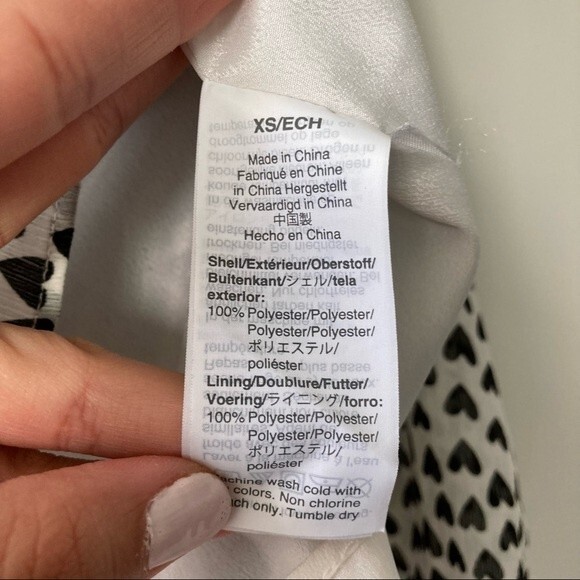 XS/ECH
Made in China
Fabriqué en Chine
in China Hergestellt
Vervaardigd in China
中国製
Hecho en China
Shell/Extérieur/Oberstoff/
Buitenkant/シェル/tela
exterior:
100% Polyester/Polyester/
Polyester/Polyester/
ポリエステル/
poliéster
Lining/Doublure/Futter/
Voering/ライニング/forro:
100% Polyester/Polyester/
Polyester/Polyester/
ポリエステル/
poliéster
wash cold with
colors. Non chlorine
only. Tumble dry